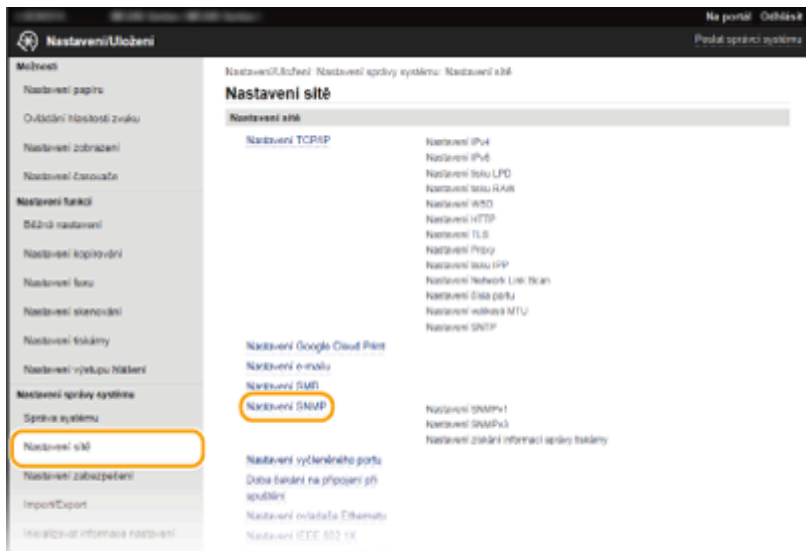 Na portál Odhlásit
Nastavení/Uložení
Poslat správci systému
Možnosti
Nastavení papíru
Ovládání hlasitosti zvuku
Nastavení zobrazení
Nastavení časovače
Nastavení funkcí
Běžná nastavení
Nastavení kopírování
Nastavení faxu
Nastavení skenování
Nastavení tiskárny
Nastavení výstupu hlášení
Nastavení správy systému
Správa systému
Nastavení sítě
Nastavení zabezpečení
Import/Export
Inicializovat informace nastavení
Nastavení/Uložení: Nastavení správy systému: Nastavení sítě
Nastavení sítě
Nastavení sítě
Nastavení TCP/IP
Nastavení IPv4
Nastavení IPv6
Nastavení tisku LPD
Nastavení tisku RAW
Nastavení WSD
Nastavení HTTP
Nastavení TLS
Nastavení Proxy
Nastavení tisku IPP
Nastavení Network Link Scan
Nastavení čísla portu
Nastavení velikosti MTU
Nastavení SNTP
Nastavení Google Cloud Print
Nastavení e-mailu
Nastavení SMB
Nastavení SNMP
Nastavení SNMPv1
Nastavení SNMPv3
Nastavení získání informací správy tiskárny
Nastavení vyčleněného portu
Doba čekání na připojení při
spuštění
Nastavení ovladače Ethernetu
Nastavení IEEE 802.1X